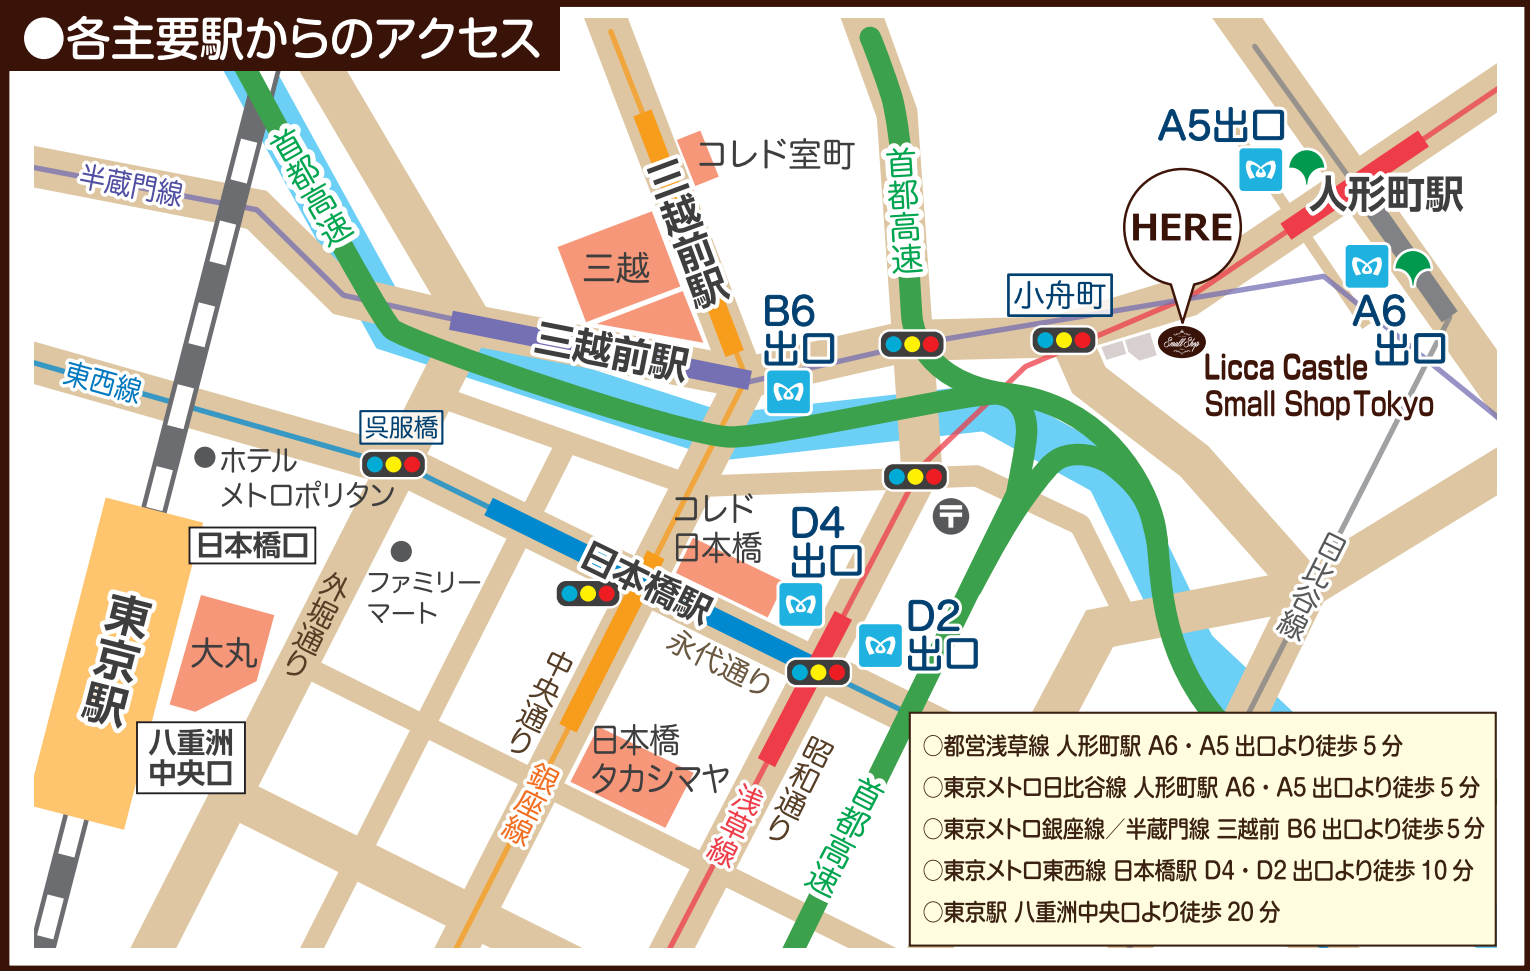 ●各主要駅からのアクセス
半蔵門線
首都高速
三越前駅
コレド室町
三越
三越前駅
首都高速
A5出口
人形町駅
HERE
小舟町
A6
出口
B6
出口
Small Shop
Licca Castle
Small Shop Tokyo
東西線
呉服橋
ホテル
メトロポリタン
日本橋口
ファミリー
マート
コレド
日本橋
D4
出口
〒
日比谷線
日本橋駅
東京駅
大丸
外堀通り
D2
出口
永代通り
中央通り
八重洲
中央口
日本橋
タカシマヤ
銀座線
浅草線
昭和通り
首都高速
○都営浅草線 人形町駅 A6・A5 出口より徒歩 5 分
○東京メトロ日比谷線 人形町駅 A6・A5 出口より徒歩 5 分
○東京メトロ銀座線／半蔵門線 三越前 B6 出口より徒歩 5 分
○東京メトロ東西線 日本橋駅 D4・D2 出口より徒歩 10 分
○東京駅 八重洲中央口より徒歩 20 分